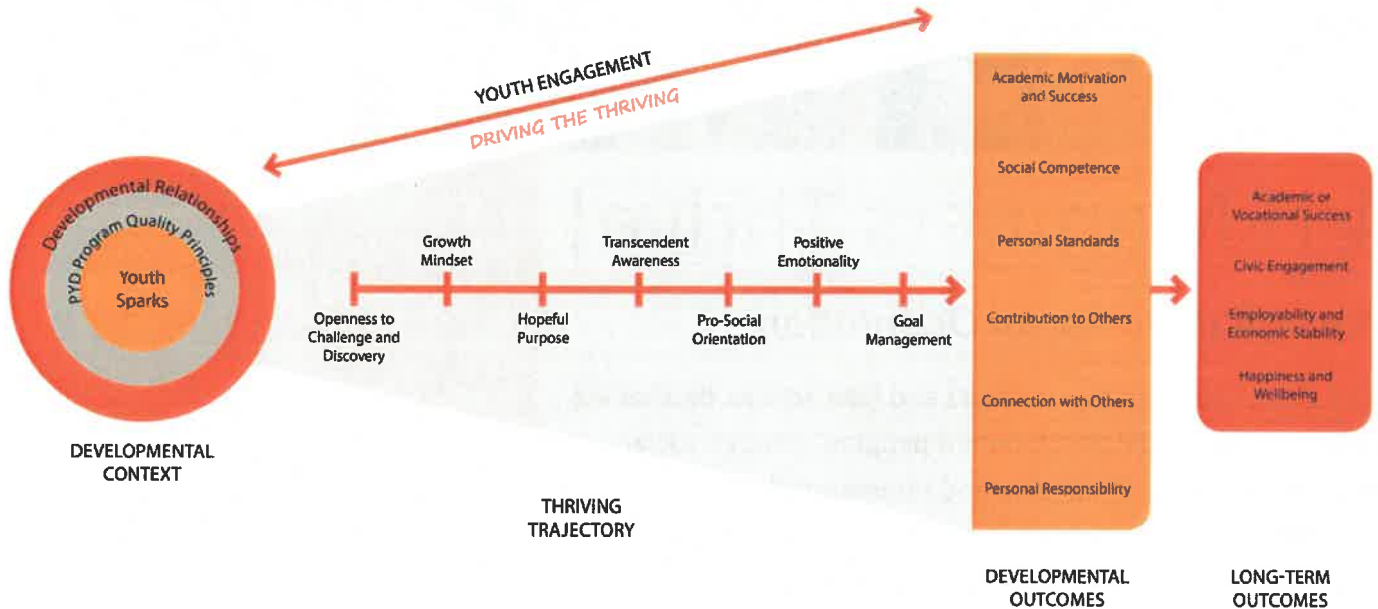 YOUTH ENGAGEMENT
DRIVING THE THRIVING
Developmental Relationships
PYD Program Quality Principles
Youth
Sparks
DEVELOPMENTAL
CONTEXT
Growth
Mindset
Transcendent
Awareness
Positive
Emotionality
Openness to
Challenge and
Discovery
Hopeful
Purpose
Pro-Social
Orientation
Goal
Management
THRIVING
TRAJECTORY
Academic Motivation
and Success
Social Competence
Personal Standards
Contribution to Others
Connection with Others
Personal Responsibility
DEVELOPMENTAL
OUTCOMES
Academic or
Vocational Success
Civic Engagement
Employability and
Economic Stability
Happiness and
Wellbeing
LONG-TERM
OUTCOMES